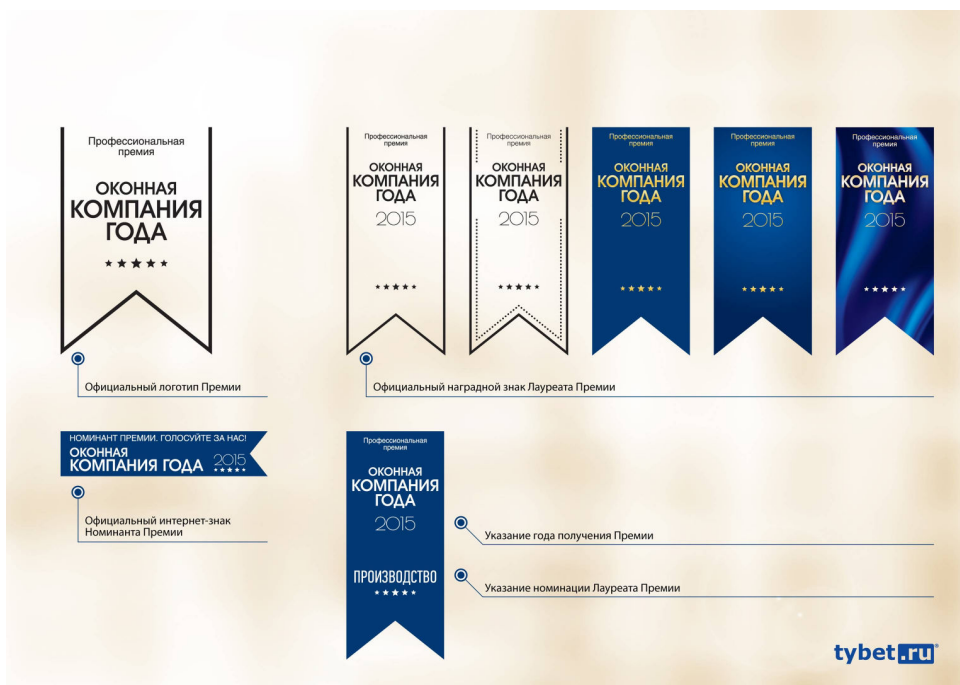 Профессиональная
премия
ОКОННАЯ
КОМПАНИЯ
ГОДА
Официальный логотип Премии
Профессиональная
премия
ОКОННАЯ
КОМПАНИЯ
ГОДА
2015
Профессиональная
премия
ОКОННАЯ
КОМПАНИЯ
ГОДА
2015
Профессиональная
премия
ОКОННАЯ
КОМПАНИЯ
ГОДА
2015
Профессиональная
премия
ОКОННАЯ
КОМПАНИЯ
ГОДА
2015
Профессиональная
премия
ОКОННАЯ
КОМПАНИЯ
ГОДА
2015
Официальный наградной знак Лауреата Премии
НОМИНАНТ ПРЕМИИ. ГОЛОСУЙТЕ ЗА НАС!
ОКОННАЯ
КОМПАНИЯ ГОДА 2015
Официальный интернет-знак
Номинанта Премии
Профессиональная
премия
ОКОННАЯ
КОМПАНИЯ
ГОДА
2015
ПРОИЗВОДСТВО
Указание года получения Премии
Указание номинации Лауреата Премии
tybet.ru